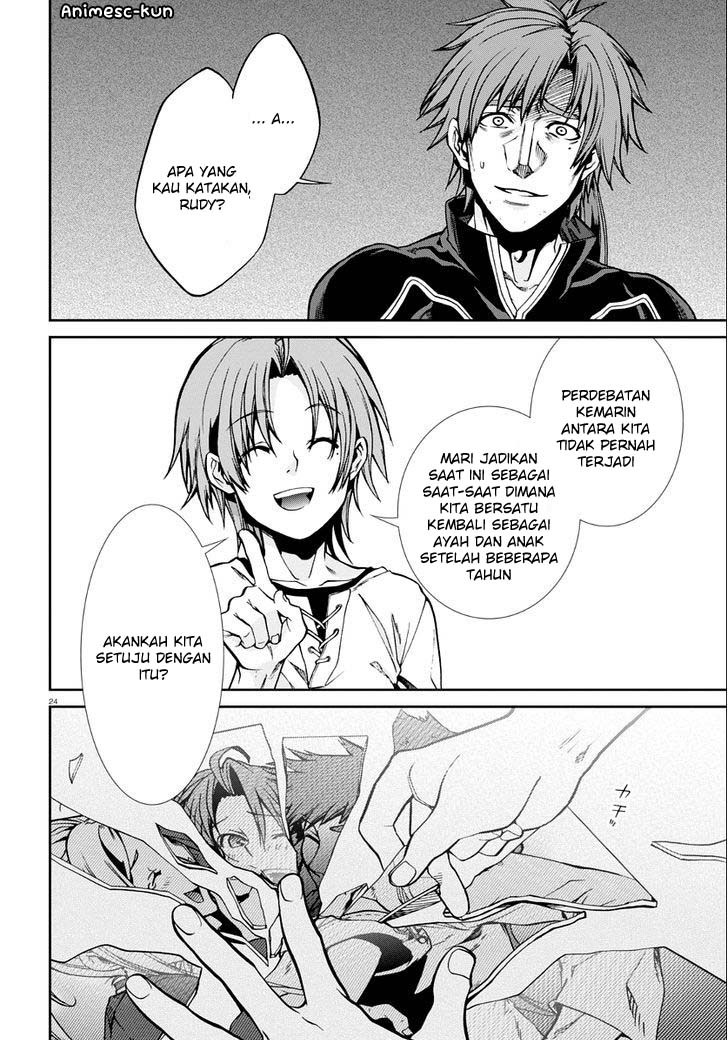 Animesc-kun
... A...
APA YANG
KAU KATAKAN,
RUDY?
PERDEBATAN
KEMARIN
ANTARA KITA
TIDAK PERNAH
TERJADI
MARI JADIKAN
SAAT INI SEBAGAI
SAAT-SAAT DIMANA
KITA BERSATU
KEMBALI SEBAGAI
AYAH DAN ANAK
SETELAH BEBERAPA
TAHUN
AKANKAH KITA
SETUJU DENGAN
ITU?
24
カチッ